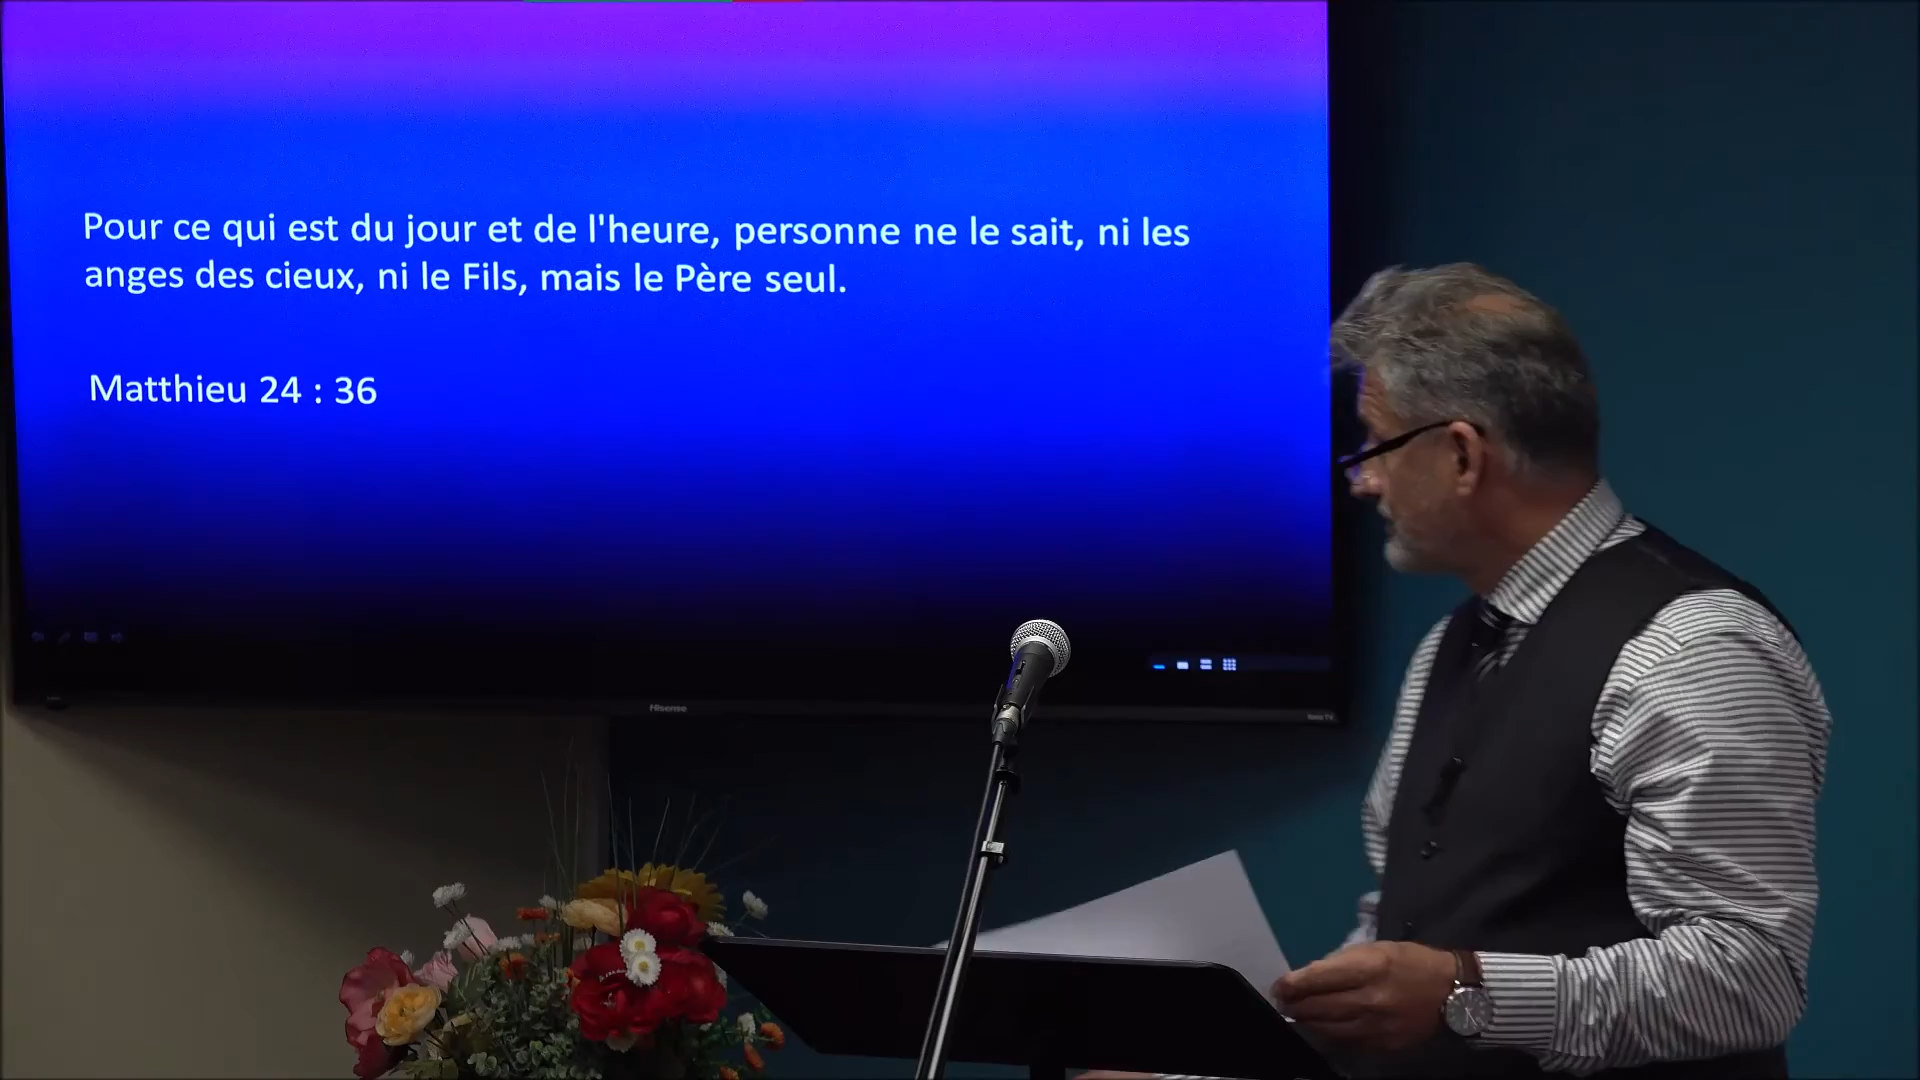 Pour ce qui est du jour et de l'heure, personne ne le sait, ni les
anges des cieux, ni le Fils, mais le Père seul.
Matthieu 24 : 36
Hisense